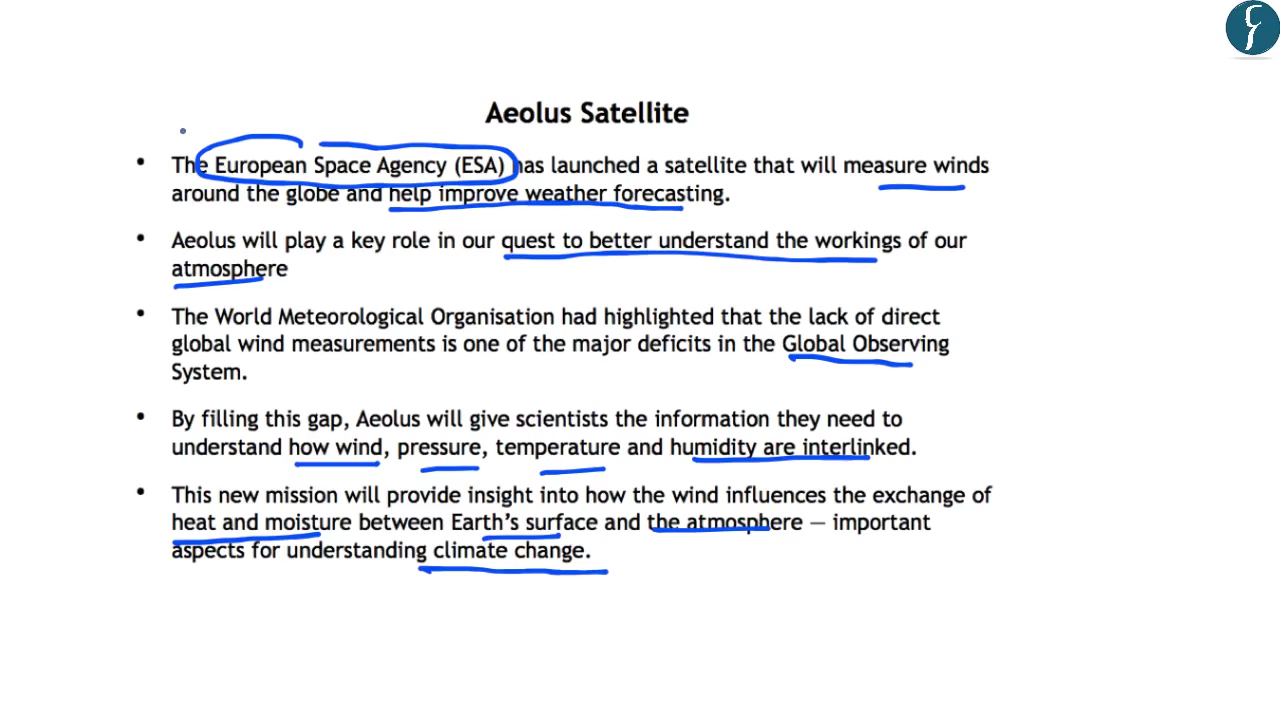 Aeolus Satellite
• The European Space Agency (ESA) has launched a satellite that will measure winds
around the globe and help improve weather forecasting.
• Aeolus will play a key role in our quest to better understand the workings of our
atmosphere
• The World Meteorological Organisation had highlighted that the lack of direct
global wind measurements is one of the major deficits in the Global Observing
System.
• By filling this gap, Aeolus will give scientists the information they need to
understand how wind, pressure, temperature and humidity are interlinked.
• This new mission will provide insight into how the wind influences the exchange of
heat and moisture between Earth's surface and the atmosphere — important
aspects for understanding climate change.